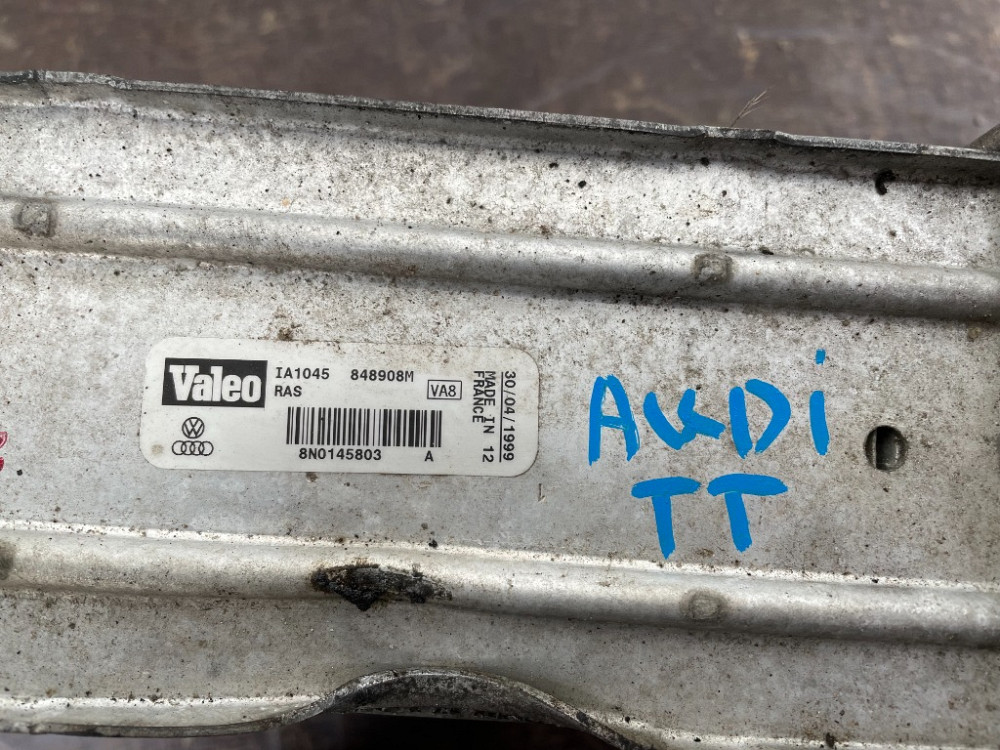 Valeo IA1045 848908M
RAS VA8
8N0145803 A
30/04/1999
MADE IN 12
FRANCE
AUDi
TT